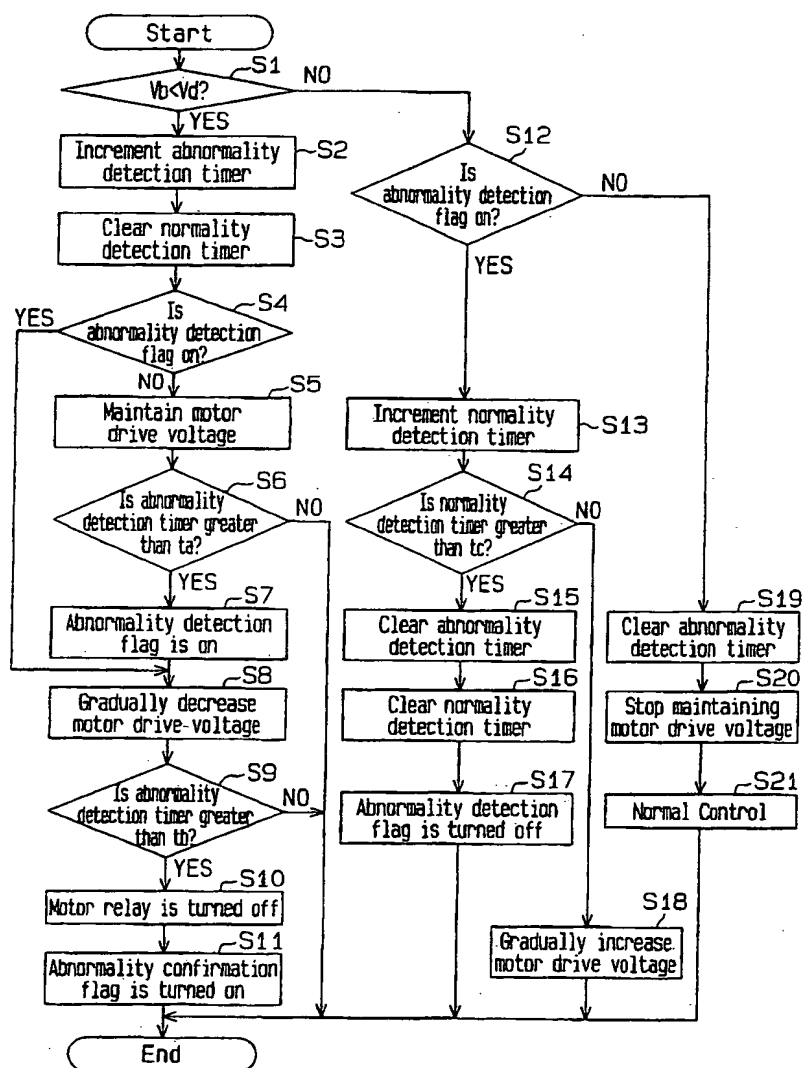 Start
S1
Vb<Vd?
NO
YES
S2
Increment abnormality
detection timer
S3
Clear normality
detection timer
S4
YES
Is
abnormality detection
flag on?
NO
S5
Maintain motor
drive voltage
S6
Is abnormality
detection timer greater
than ta?
NO
YES
S7
Abnormality detection
flag is on
S8
Gradually decrease
motor drive-voltage
S9
Is abnormality
detection timer greater
than tb?
NO
YES
S10
Motor relay is turned off
S11
Abnormality confirmation
flag is turned on
End
S12
Is
abnormality detection
flag on?
NO
YES
Increment normality
detection timer
S13
S14
Is normality
detection timer greater
than tc?
NO
YES
S15
Clear abnormality
detection timer
S16
Clear normality
detection timer
S17
Abnormality detection
flag is turned off
S18
Gradually increase
motor drive voltage
S19
Clear abnormality
detection timer
S20
Stop maintaining
motor drive voltage
S21
Normal Control